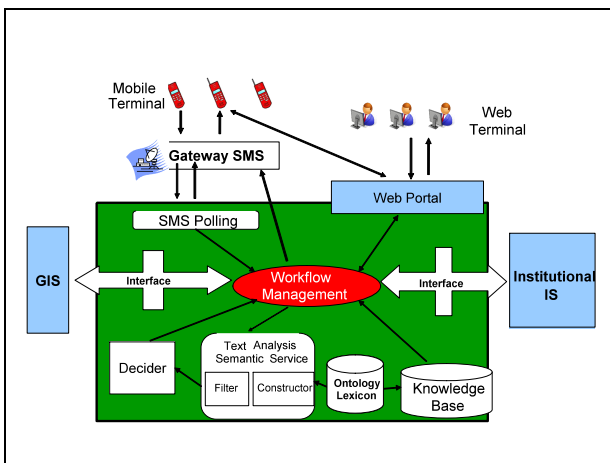 Mobile
Terminal
Web
Terminal
Gateway SMS
Web Portal
SMS Polling
GIS
Interface
Workflow
Management
Interface
Institutional
IS
Text Analysis
Semantic Service
Decider
Filter
Constructor
Ontology
Lexicon
Knowledge
Base